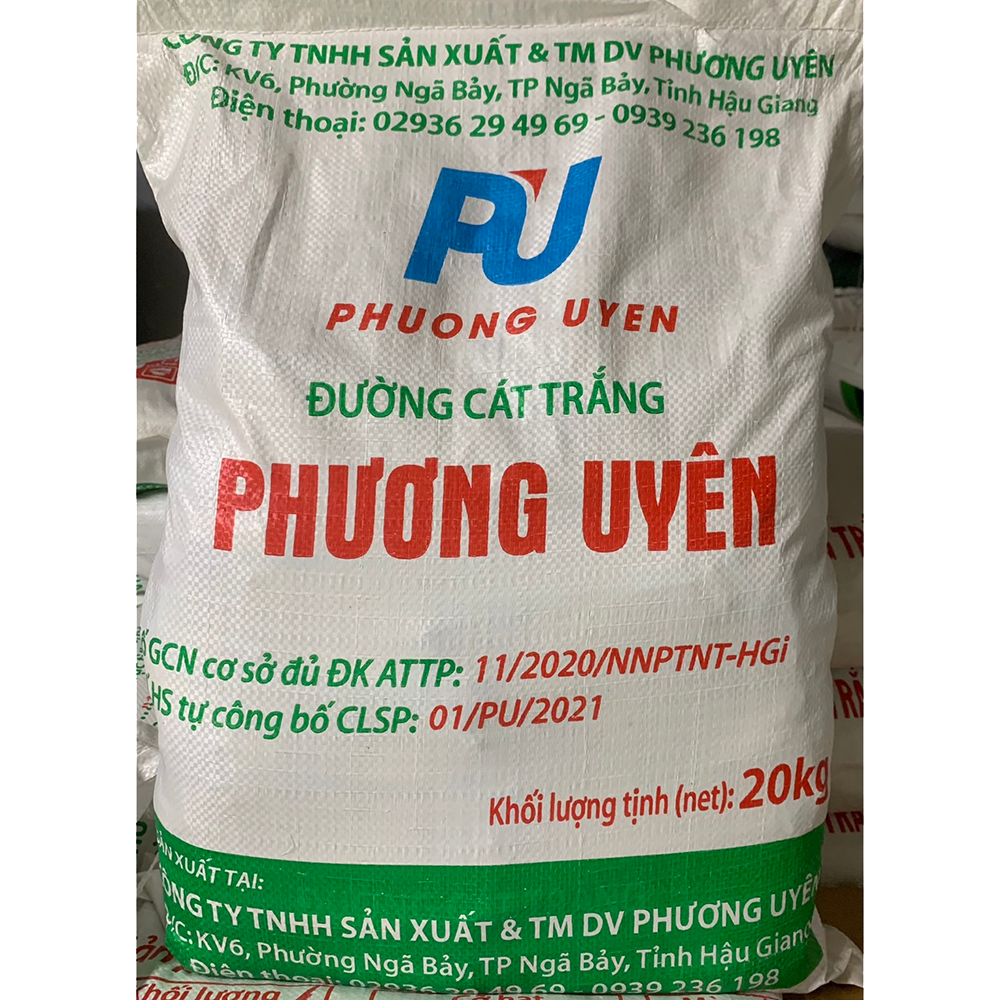 CÔNG TY TNHH SẢN XUẤT & TM DV PHƯƠNG UYÊN
Đ/C: KV6, Phường Ngã Bảy, TP Ngã Bảy, Tỉnh Hậu Giang
Điện thoại: 02936 29 49 69 - 0939 236 198
PU
PHUONG UYEN
ĐƯỜNG CÁT TRẮNG
PHƯƠNG UYÊN
GCN cơ sở đủ ĐK ATTP: 11/2020/NNPTNT-HGi
HS tự công bố CLSP: 01/PU/2021
Khối lượng tịnh (net): 20kg
SẢN XUẤT TẠI:
CÔNG TY TNHH SẢN XUẤT & TM DV PHƯƠNG UYÊN
Đ/C: KV6, Phường Ngã Bảy, TP Ngã Bảy, Tỉnh Hậu Giang
Điện thoại: 02936 29 49 69 - 0939 236 198
Khối lượng